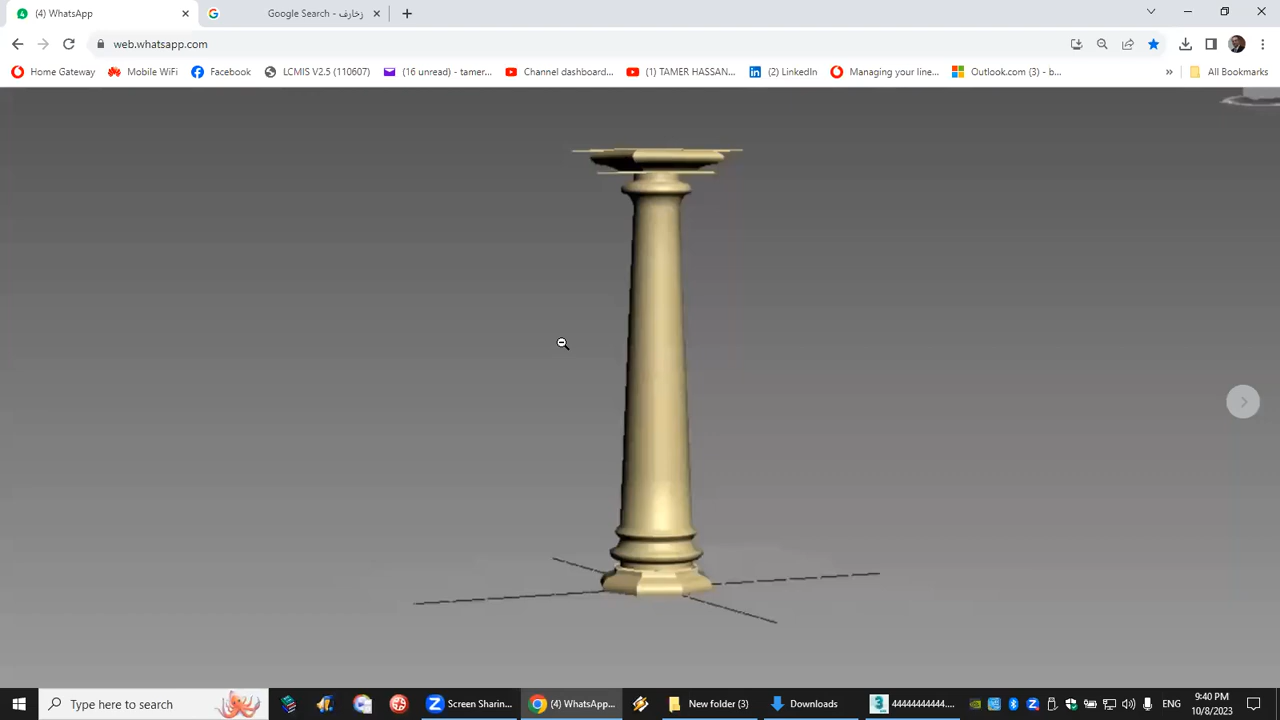 (4) WhatsApp
زخارف - Google Search
web.whatsapp.com
Home Gateway
Mobile WiFi
Facebook
LCMIS V2.5 (110607)
(16 unread) - tamer...
Channel dashboard...
(1) TAMER HASSAN...
(2) LinkedIn
Managing your line...
Outlook.com (3) - b...
»
All Bookmarks
Type here to search
Screen Sharin...
(4) WhatsApp...
New folder (3)
Downloads
44444444444....
ENG
9:40 PM
10/8/2023